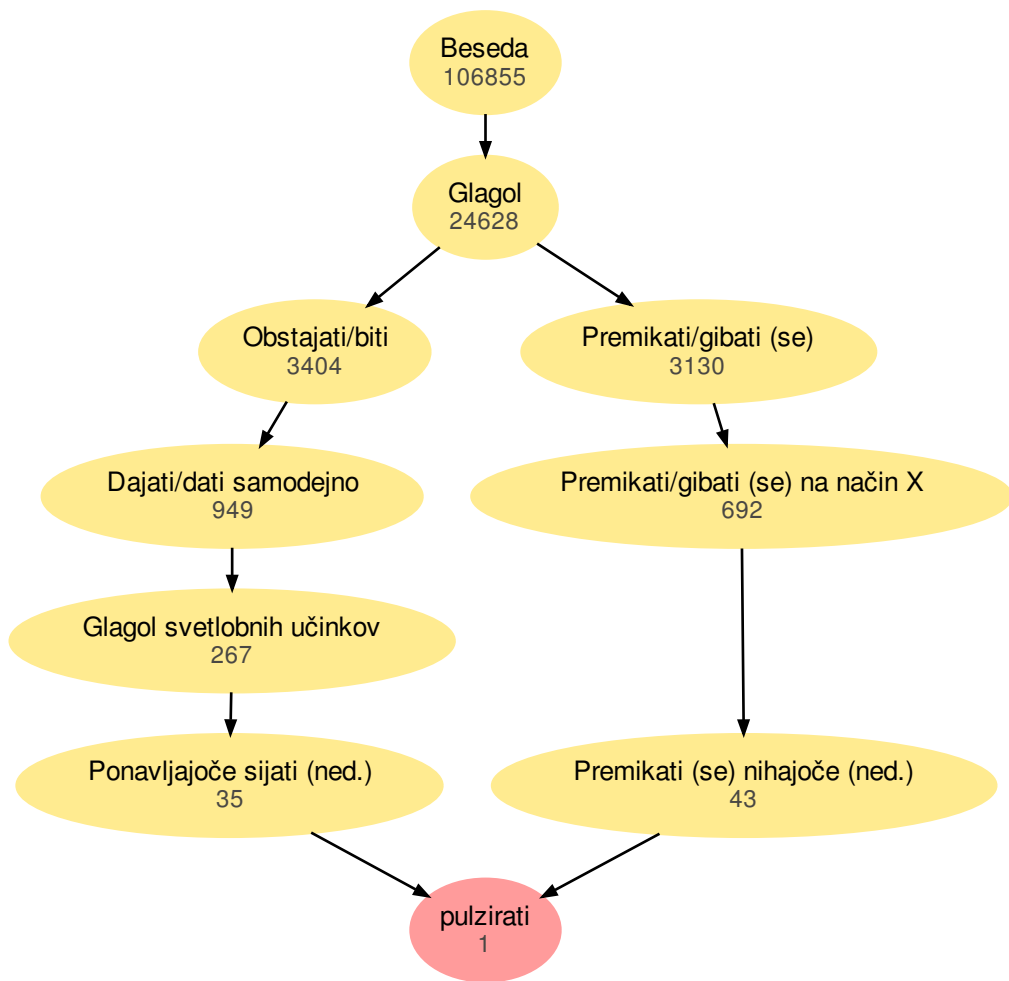 Beseda
106855
Glagol
24628
Obstajati/biti
3404
Premikati/gibati (se)
3130
Dajati/dati samodejno
949
Premikati/gibati (se) na način X
692
Glagol svetlobnih učinkov
267
Ponavljajoče sijati (ned.)
35
Premikati (se) nihajoče (ned.)
43
pulzirati
1